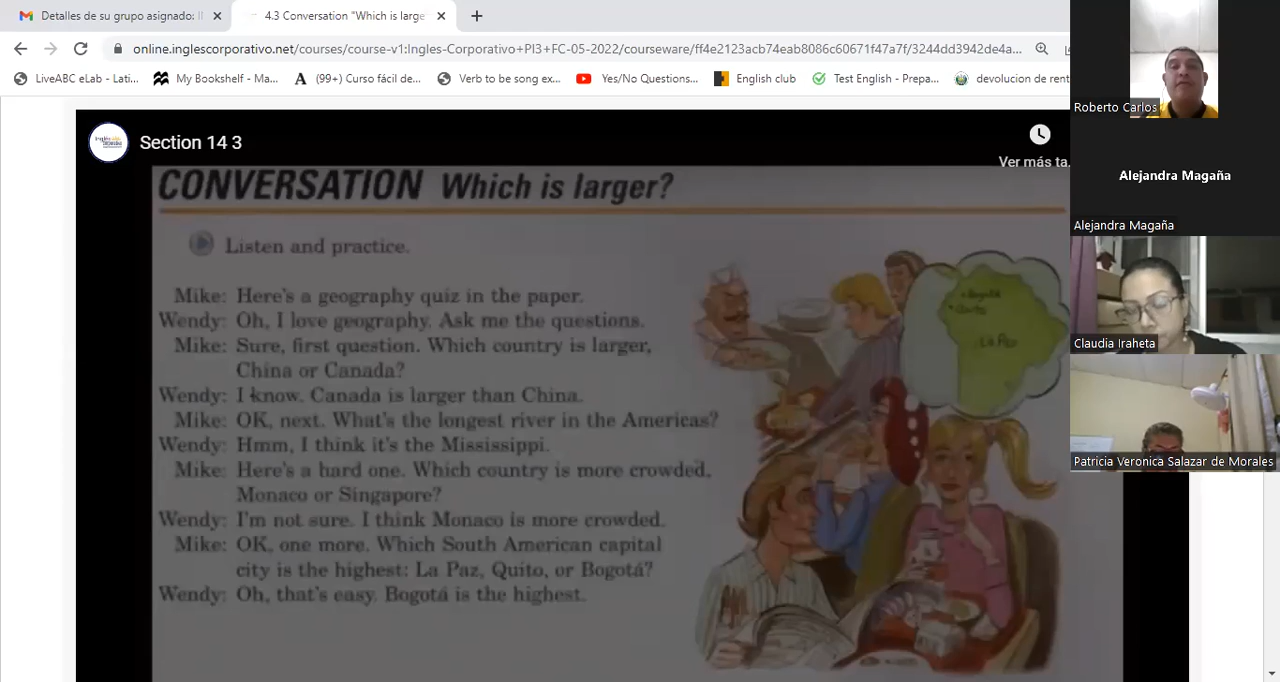 Detalles de su grupo asignado: I
4.3 Conversation "Which is large
online.inglescorporativo.net/courses/course-v1:Ingles-Corporativo+PI3+FC-05-2022/courseware/ff4e2123acb74eab8086c60671f47a7f/3244dd3942de4a...
LiveABC eLab - Lati...
My Bookshelf - Ma...
(99+) Curso fácil de...
Verb to be song ex...
Yes/No Questions...
English club
Test English - Prepa...
devolucion de rent
Section 14 3
Ver más ta
CONVERSATION Which is larger?
Listen and practice.
Mike: Here's a geography quiz in the paper.
Wendy: Oh, I love geography. Ask me the questions.
Mike: Sure, first question. Which country is larger,
China or Canada?
Wendy: I know. Canada is larger than China.
Mike: OK, next. What's the longest river in the Americas?
Wendy: Hmm, I think it's the Mississippi.
Mike: Here's a hard one. Which country is more crowded,
Monaco or Singapore?
Wendy: I'm not sure. I think Monaco is more crowded.
Mike: OK, one more. Which South American capital
city is the highest: La Paz, Quito, or Bogotá?
Wendy: Oh, that's easy. Bogotá is the highest.
Bogotá
Quito
La Paz
Roberto Carlos
Alejandra Magaña
Alejandra Magaña
Claudia Iraheta
Patricia Veronica Salazar de Morales